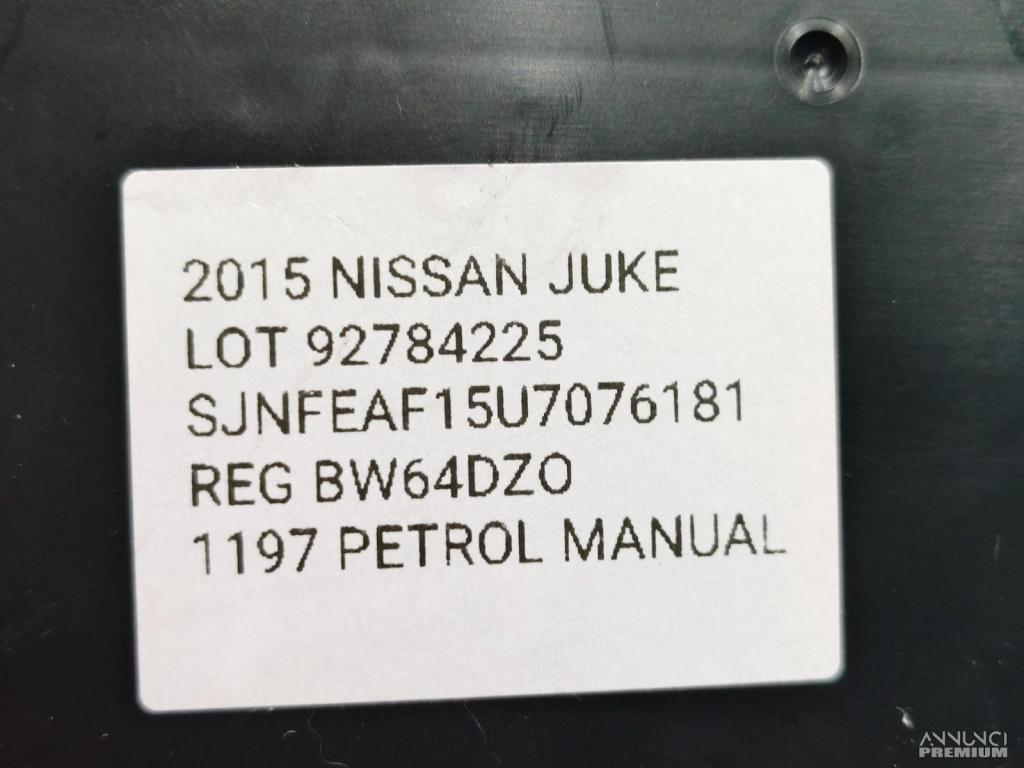 2015 NISSAN JUKE
LOT 92784225
SJNFEAF15U7076181
REG BW64DZO
1197 PETROL MANUAL
ANNUNCI
PREMIUM